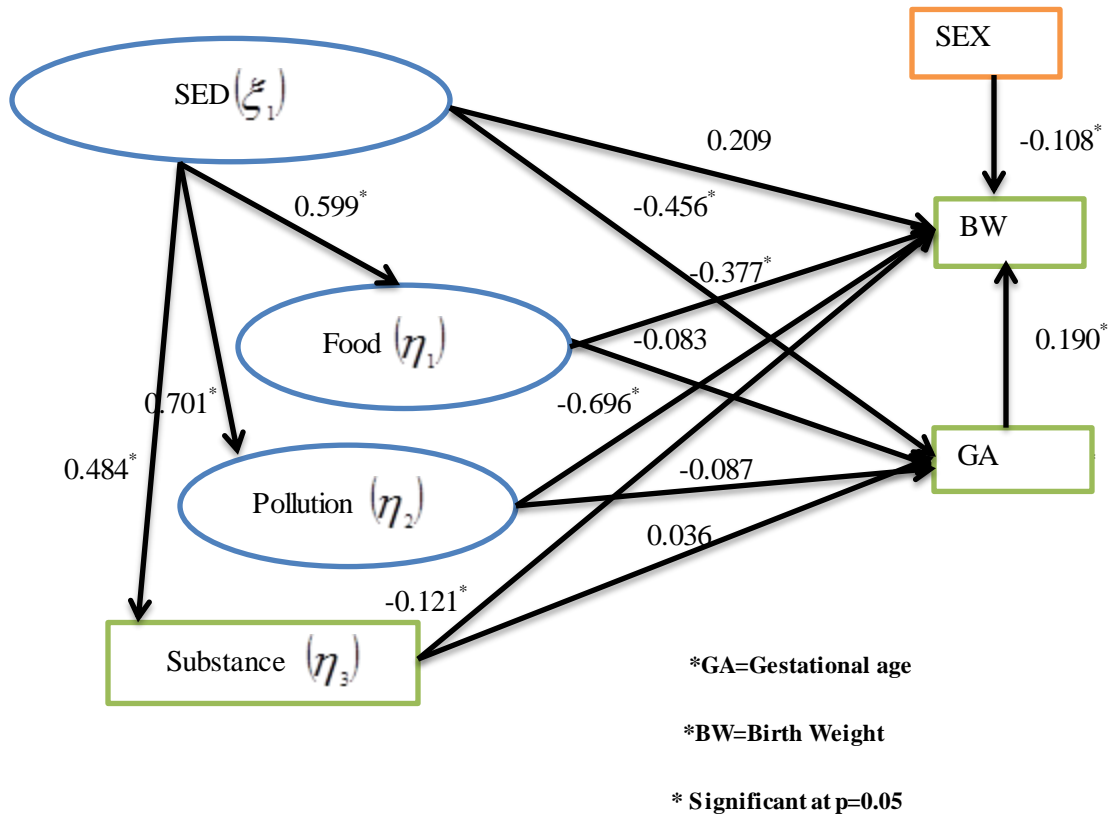 SEX
SED (ξ₁)
0.209
-0.108*
-0.456*
0.599*
BW
-0.377*
Food (η₁)
-0.083
0.190*
0.701*
-0.696*
0.484*
-0.087
GA
Pollution (η₂)
0.036
-0.121*
Substance (η₃)
*GA=Gestational age
*BW=Birth Weight
* Significant at p=0.05